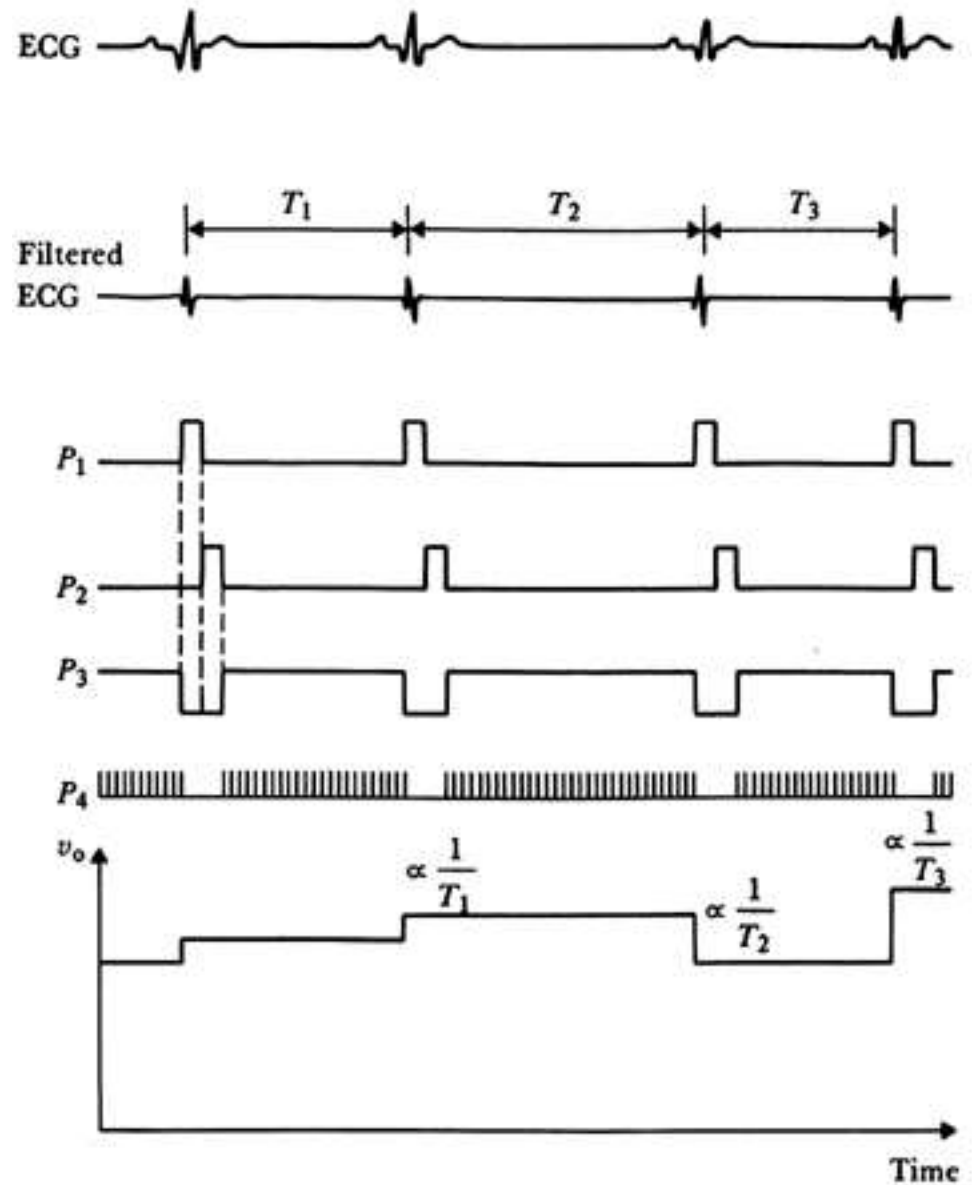 ECG
T₁ T₂ T₃
Filtered
ECG
P₁
P₂
P₃
P₄
vₒ
∝ 1/T₁
∝ 1/T₂
∝ 1/T₃
Time